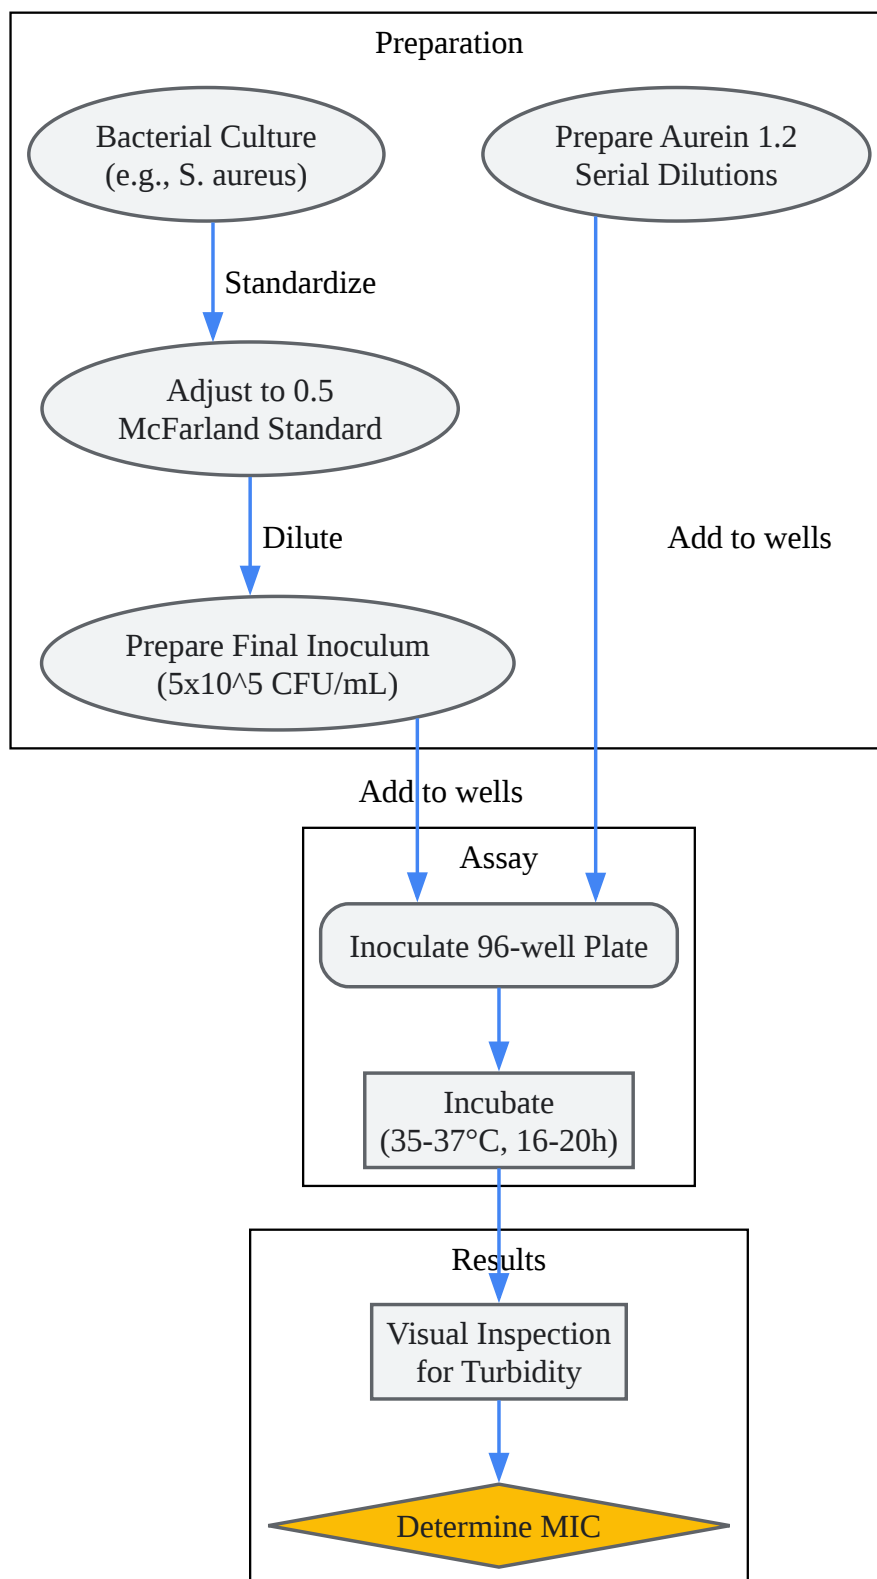 Preparation
Bacterial Culture
(e.g., S. aureus)
Prepare Aurein 1.2
Serial Dilutions
Standardize
Adjust to 0.5
McFarland Standard
Dilute
Add to wells
Prepare Final Inoculum
(5x10^5 CFU/mL)
Add to wells
Assay
Inoculate 96-well Plate
Incubate
(35-37°C, 16-20h)
Results
Visual Inspection
for Turbidity
Determine MIC